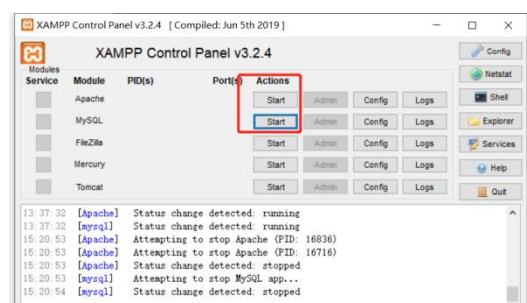 XAMPP Control Panel v3.2.4 [ Compiled: Jun 5th 2019 ]
XAMPP Control Panel v3.2.4
Config
Modules
Service Module PID(s) Port(s) Actions
Netstat
Apache Start Admin Config Logs
Shell
MySQL Start Admin Config Logs
Explorer
FileZilla Start Admin Config Logs
Services
Mercury Start Admin Config Logs
Help
Tomcat Start Admin Config Logs
Quit
13:37:32 [Apache] Status change detected: running
13:37:32 [mysql] Status change detected: running
15:20:53 [Apache] Attempting to stop Apache (PID: 16836)
15:20:53 [Apache] Attempting to stop Apache (PID: 16716)
15:20:53 [Apache] Status change detected: stopped
15:20:53 [mysql] Attempting to stop MySQL app...
15:20:54 [mysql] Status change detected: stopped